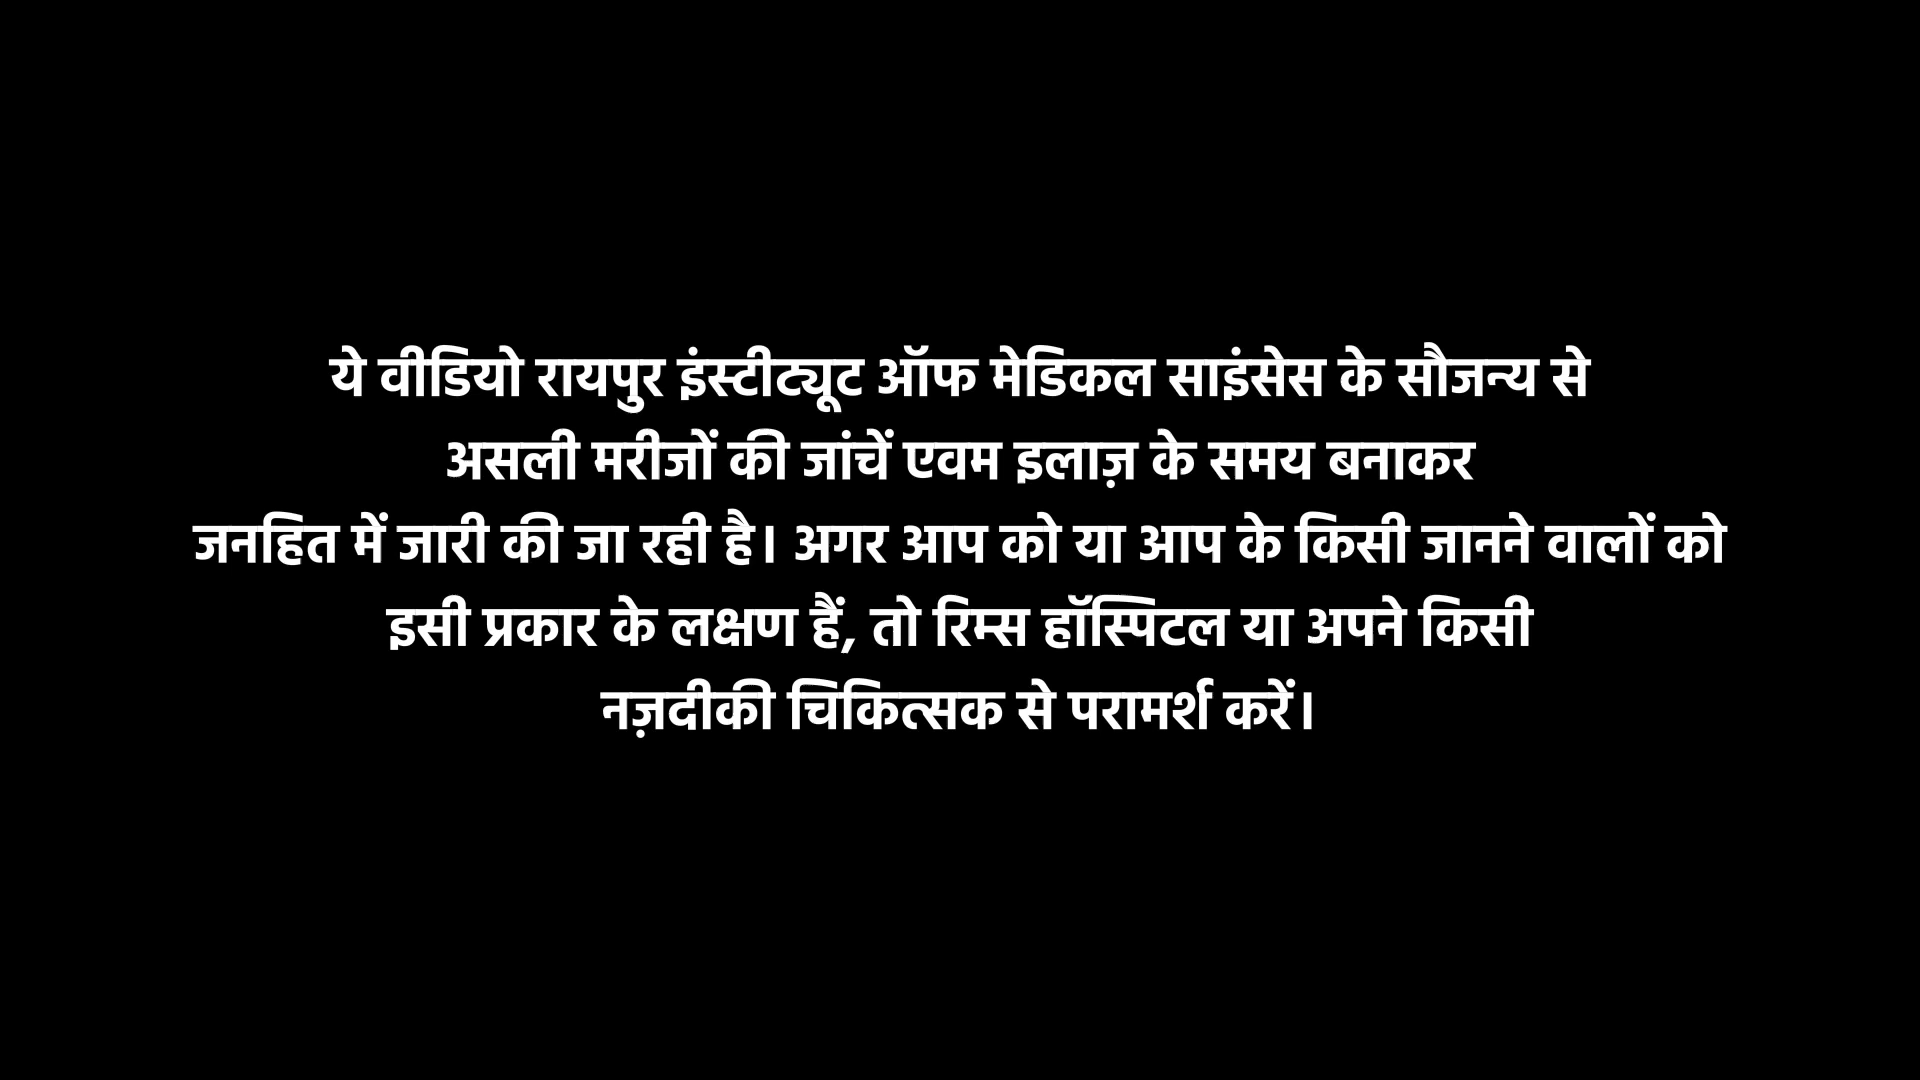 ये वीडियो रायपुर इंस्टीट्यूट ऑफ मेडिकल साइंसेस के सौजन्य से
असली मरीजों की जांचें एवम इलाज़ के समय बनाकर
जनहित में जारी की जा रही है। अगर आप को या आप के किसी जानने वालों को
इसी प्रकार के लक्षण हैं, तो रिम्स हॉस्पिटल या अपने किसी
नज़दीकी चिकित्सक से परामर्श करें।